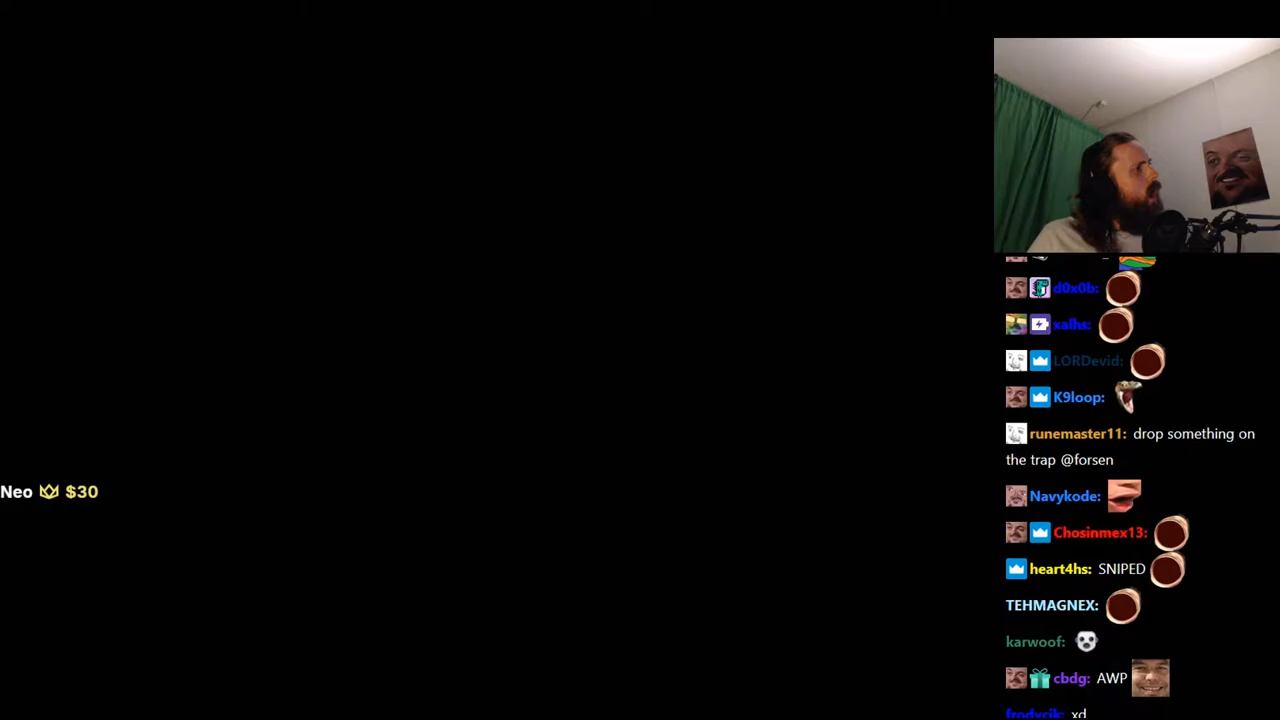 d0x0b:
xalhs:
LORDevid:
K9loop:
runemaster11: drop something on
the trap @forsen
Neo $30
Navykode:
Chosinmex13:
heart4hs: SNIPED
TEHMAGNEX:
karwoof:
cbdg: AWP
frodycik: xd